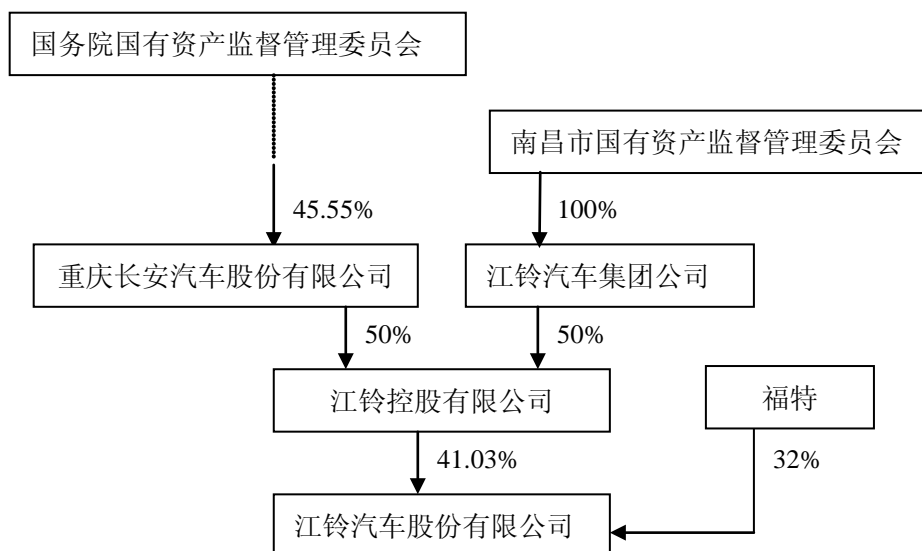 国务院国有资产监督管理委员会
南昌市国有资产监督管理委员会
45.55%
100%
重庆长安汽车股份有限公司
江铃汽车集团公司
50%
50%
江铃控股有限公司
福特
41.03%
32%
江铃汽车股份有限公司